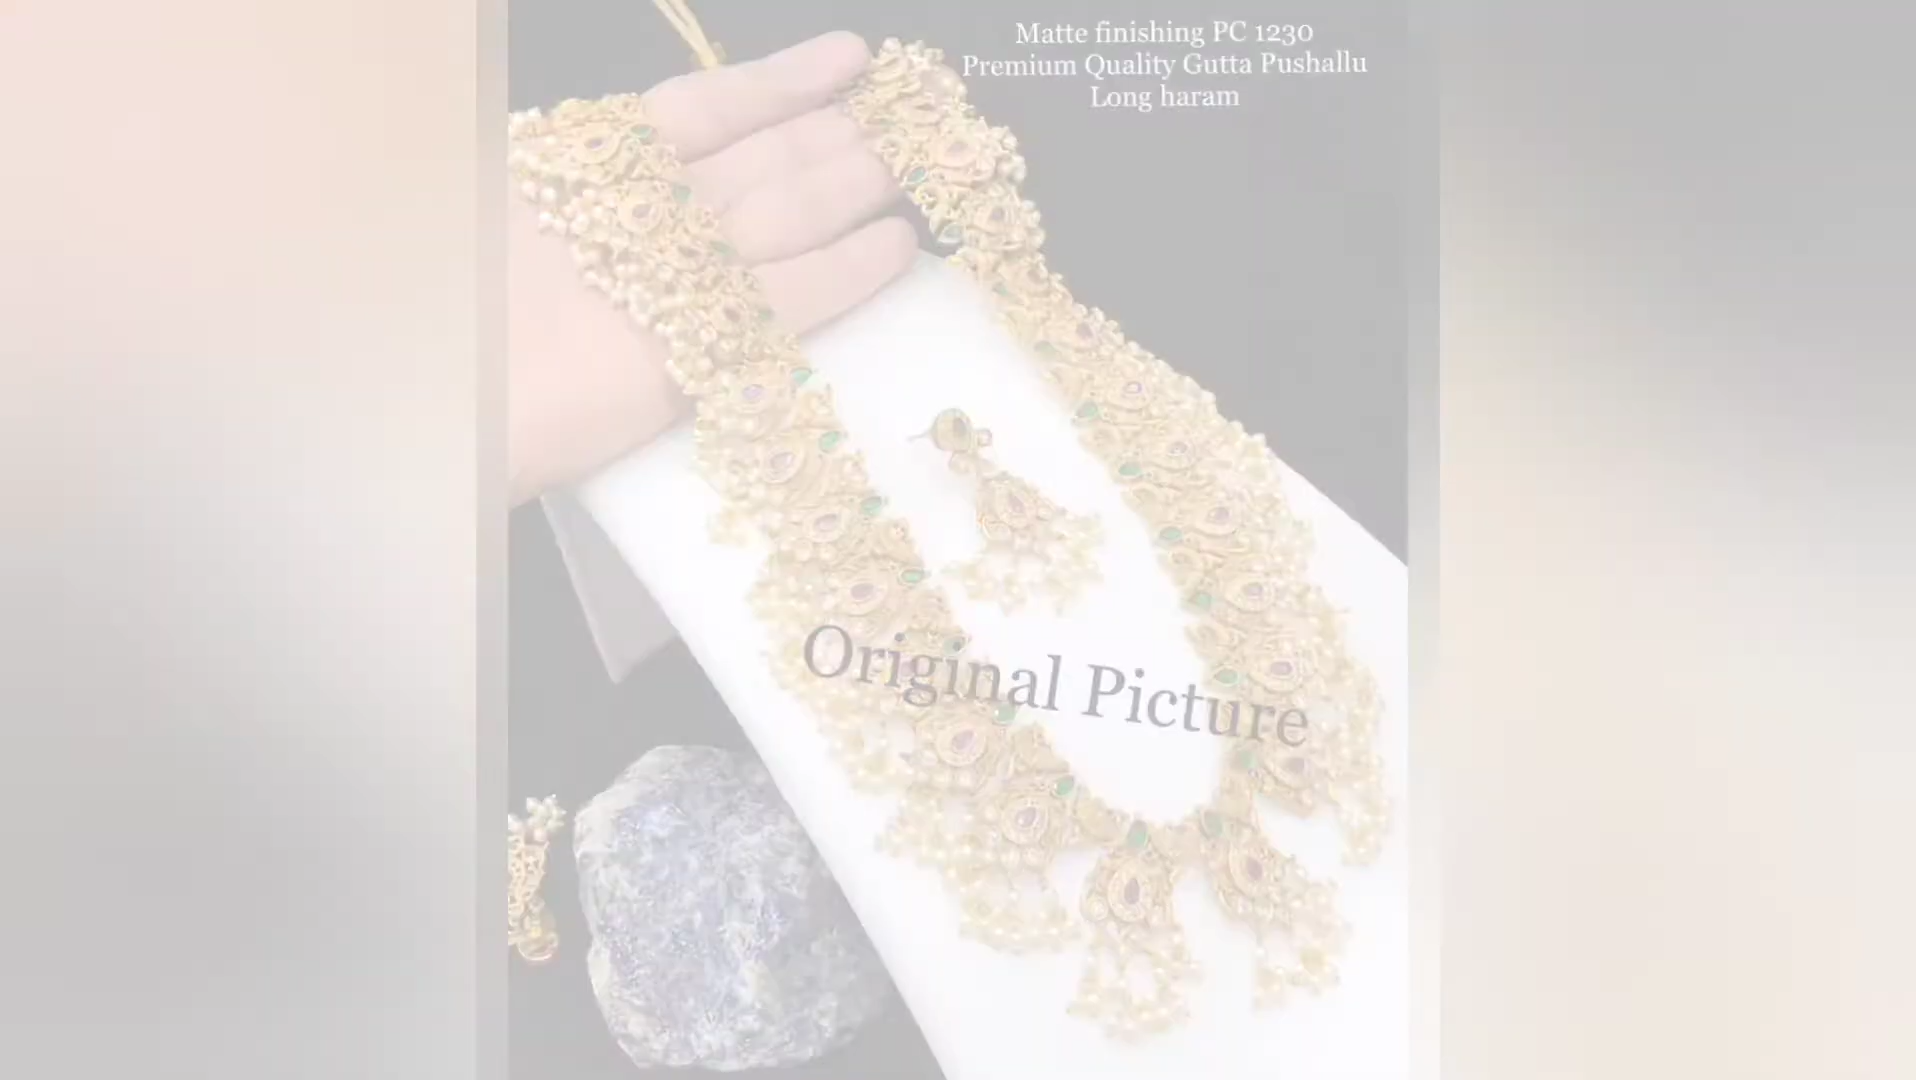 Matte finishing PC 1230
Premium Quality Gutta Pushallu
Long haram
Original Picture